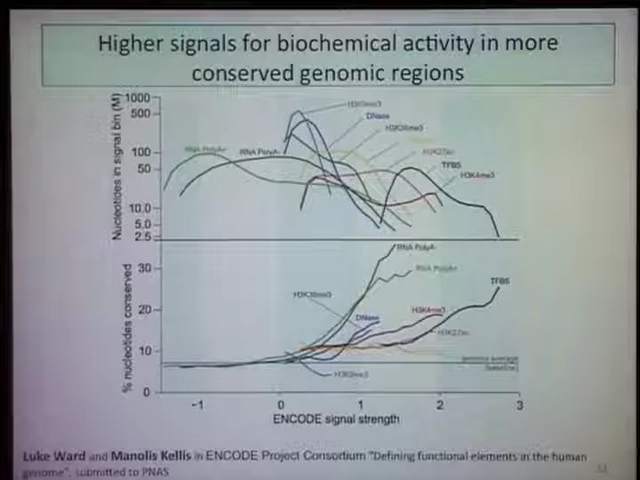 Higher signals for biochemical activity in more
conserved genomic regions
Nucleotides in signal bin (M)
1000
500
100
50
10.0
5.0
2.5
RNA PolyA+
RNA PolyA-
DNase
H3K36me3
H3K27ac
TFBS
H3K4me3
% nucleotides conserved
30
20
10
0
RNA PolyA-
RNA PolyA+
TFBS
H3K36me3
DNase
H3K4me3
H3K27ac
H3K9me3
genome average
(baseline)
-1
0
1
2
3
ENCODE signal strength
Luke Ward and Manolis Kellis in ENCODE Project Consortium "Defining functional elements in the human
genome", submitted to PNAS